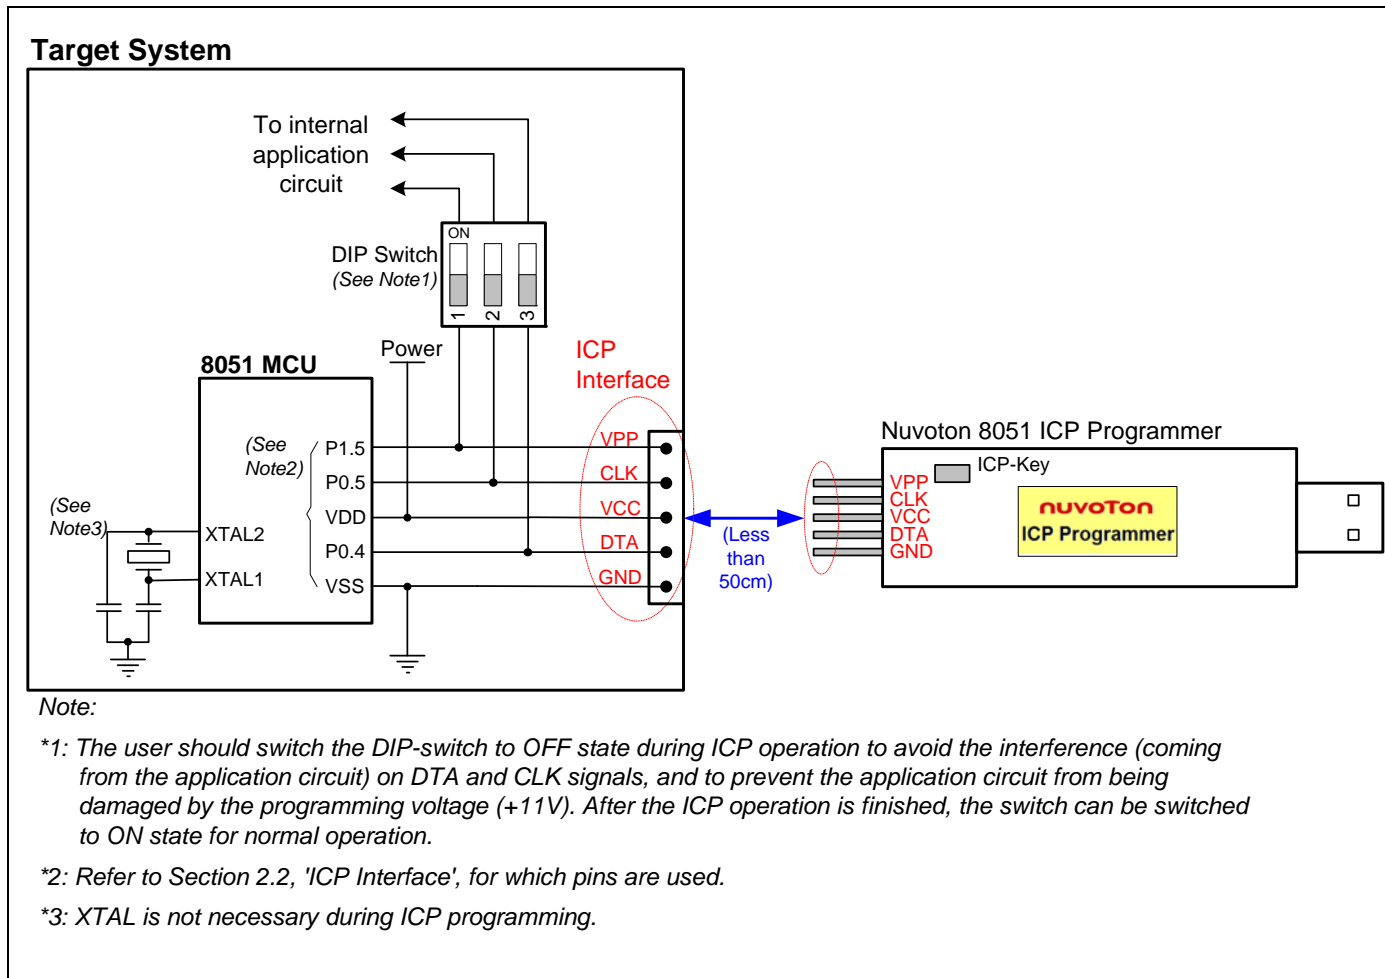 Target System
To internal
application
circuit
ON
DIP Switch
(See Note1)
1 2 3
Power
ICP
Interface
8051 MCU
(See
Note2)
P1.5
P0.5
VDD
P0.4
VSS
(See
Note3)
XTAL2
XTAL1
VPP
CLK
VCC
DTA
GND
(Less
than
50cm)
Nuvoton 8051 ICP Programmer
ICP-Key
VPP
CLK
VCC
DTA
GND
nuvoTon
ICP Programmer
Note:
*1: The user should switch the DIP-switch to OFF state during ICP operation to avoid the interference (coming
from the application circuit) on DTA and CLK signals, and to prevent the application circuit from being
damaged by the programming voltage (+11V). After the ICP operation is finished, the switch can be switched
to ON state for normal operation.
*2: Refer to Section 2.2, 'ICP Interface', for which pins are used.
*3: XTAL is not necessary during ICP programming.